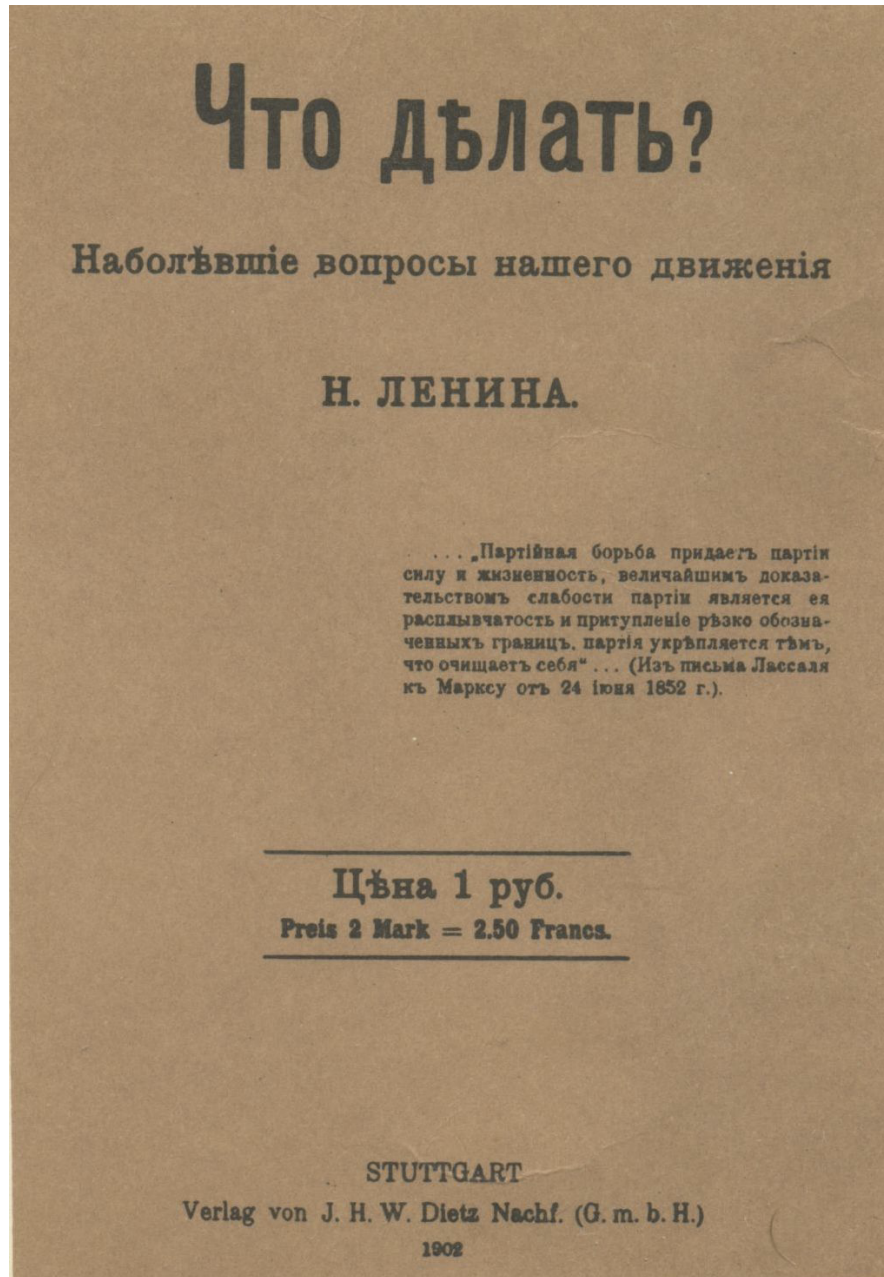 Что дѣлать?
Наболѣвшіе вопросы нашего движенія
Н. ЛЕНИНА.
. ... „Партійная борьба придаетъ партіи
силу и жизненность, величайшимъ доказа-
тельствомъ слабости партіи является ея
расплывчатость и притупленіе рѣзко обозна-
ченныхъ границъ, партія укрѣпляется тѣмъ,
что очищаетъ себя“ ... (Изъ письма Лассаля
къ Марксу отъ 24 іюня 1852 г.).
Цѣна 1 руб.
Preis 2 Mark = 2.50 Francs.
STUTTGART
Verlag von J. H. W. Dietz Nachf. (G. m. b. H.)
1902